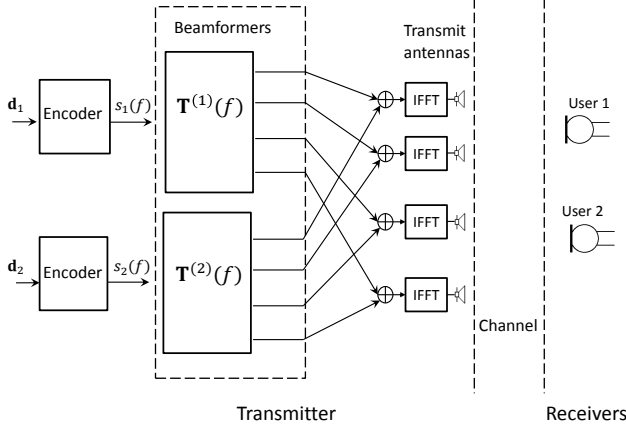 Beamformers
Transmit
antennas
𝐝₁
Encoder
𝑠₁(𝑓)
𝐓⁽¹⁾(𝑓)
IFFT
IFFT
IFFT
IFFT
User 1
User 2
𝐝₂
Encoder
𝑠₂(𝑓)
𝐓⁽²⁾(𝑓)
Channel
Transmitter
Receivers